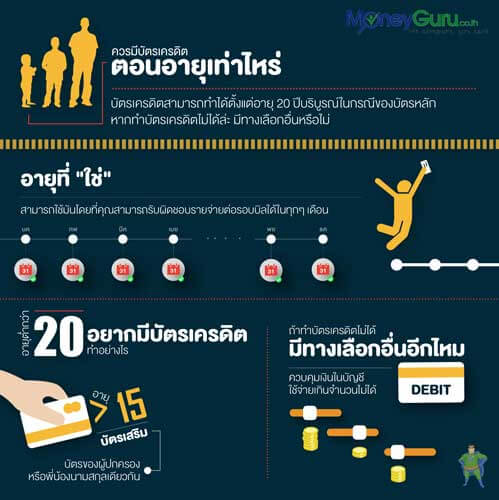 MoneyGuru.co.th
ควรมีบัตรเครดิต
ตอนอายุเท่าไหร่
บัตรเครดิตสามารถทำได้ตั้งแต่อายุ 20 ปีบริบูรณ์ในกรณีของบัตรหลัก
หากทำบัตรเครดิตไม่ได้ล่ะ มีทางเลือกอื่นหรือไม่
อายุที่ "ใช่"
สามารถใช้มันโดยที่คุณสามารถรับผิดชอบรายจ่ายต่อรอบบิลได้ในทุกๆ เดือน
มค กพ มีค เมย พย ธค
31 31 31 31 31 31
อายุต่ำกว่า
20 อยากมีบัตรเครดิต
ทำอย่างไร
อายุ
> 15
บัตรเสริม
บัตรของผู้ปกครอง
หรือพี่น้องนามสกุลเดียวกัน
ถ้าทำบัตรเครดิตไม่ได้
มีทางเลือกอื่นอีกไหม
ควบคุมเงินในบัญชี
ใช้จ่ายเกินจำนวนไม่ได้
DEBIT